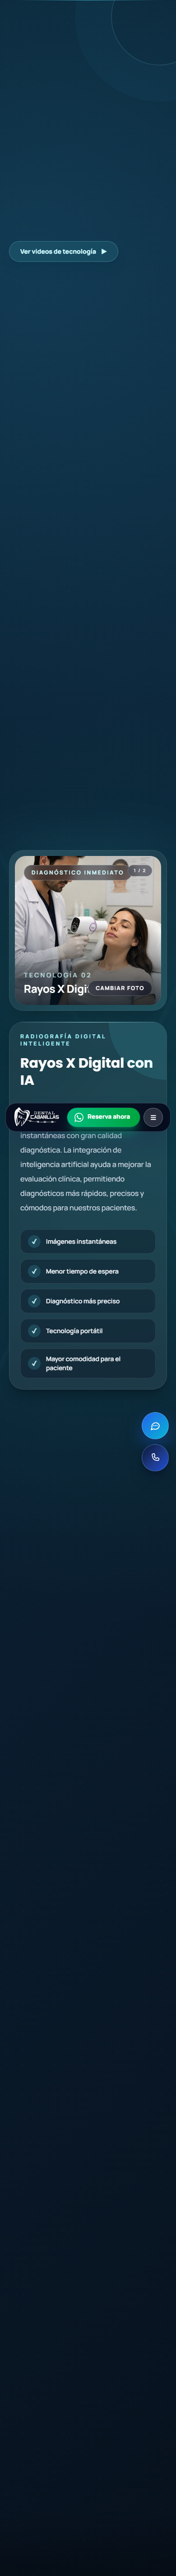 Ver videos de tecnología
DIAGNÓSTICO INMEDIATO
1 / 3
TECNOLOGÍA 02
Rayos X Digi
CAMBIAR FOTO
RADIOGRAFÍA DIGITAL
INTELIGENTE
Rayos X Digital con
IA
DENTAL
CABANILLAS
Reserva ahora
instantáneas con gran calidad
diagnóstica. La integración de
inteligencia artificial ayuda a mejorar la
evaluación clínica, permitiendo
diagnósticos más rápidos, precisos y
cómodos para nuestros pacientes.
Imágenes instantáneas
Menor tiempo de espera
Diagnóstico más preciso
Tecnología portátil
Mayor comodidad para el
paciente